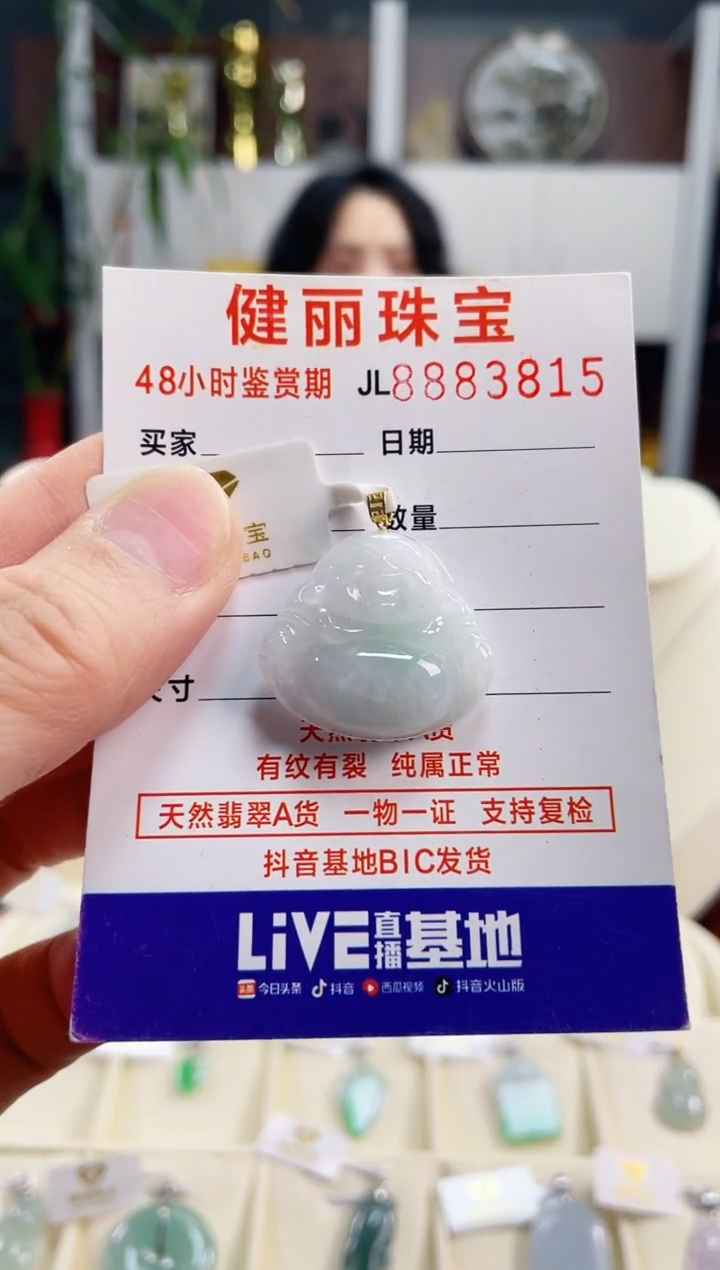 健丽珠宝
48小时鉴赏期 JL8883815
买家 日期
宝 数量
BAO
寸
有纹有裂 纯属正常
天然翡翠A货 一物一证 支持复检
抖音基地BIC发货
LiVE直播基地
头条 今日头条 抖音 西瓜视频 抖音火山版